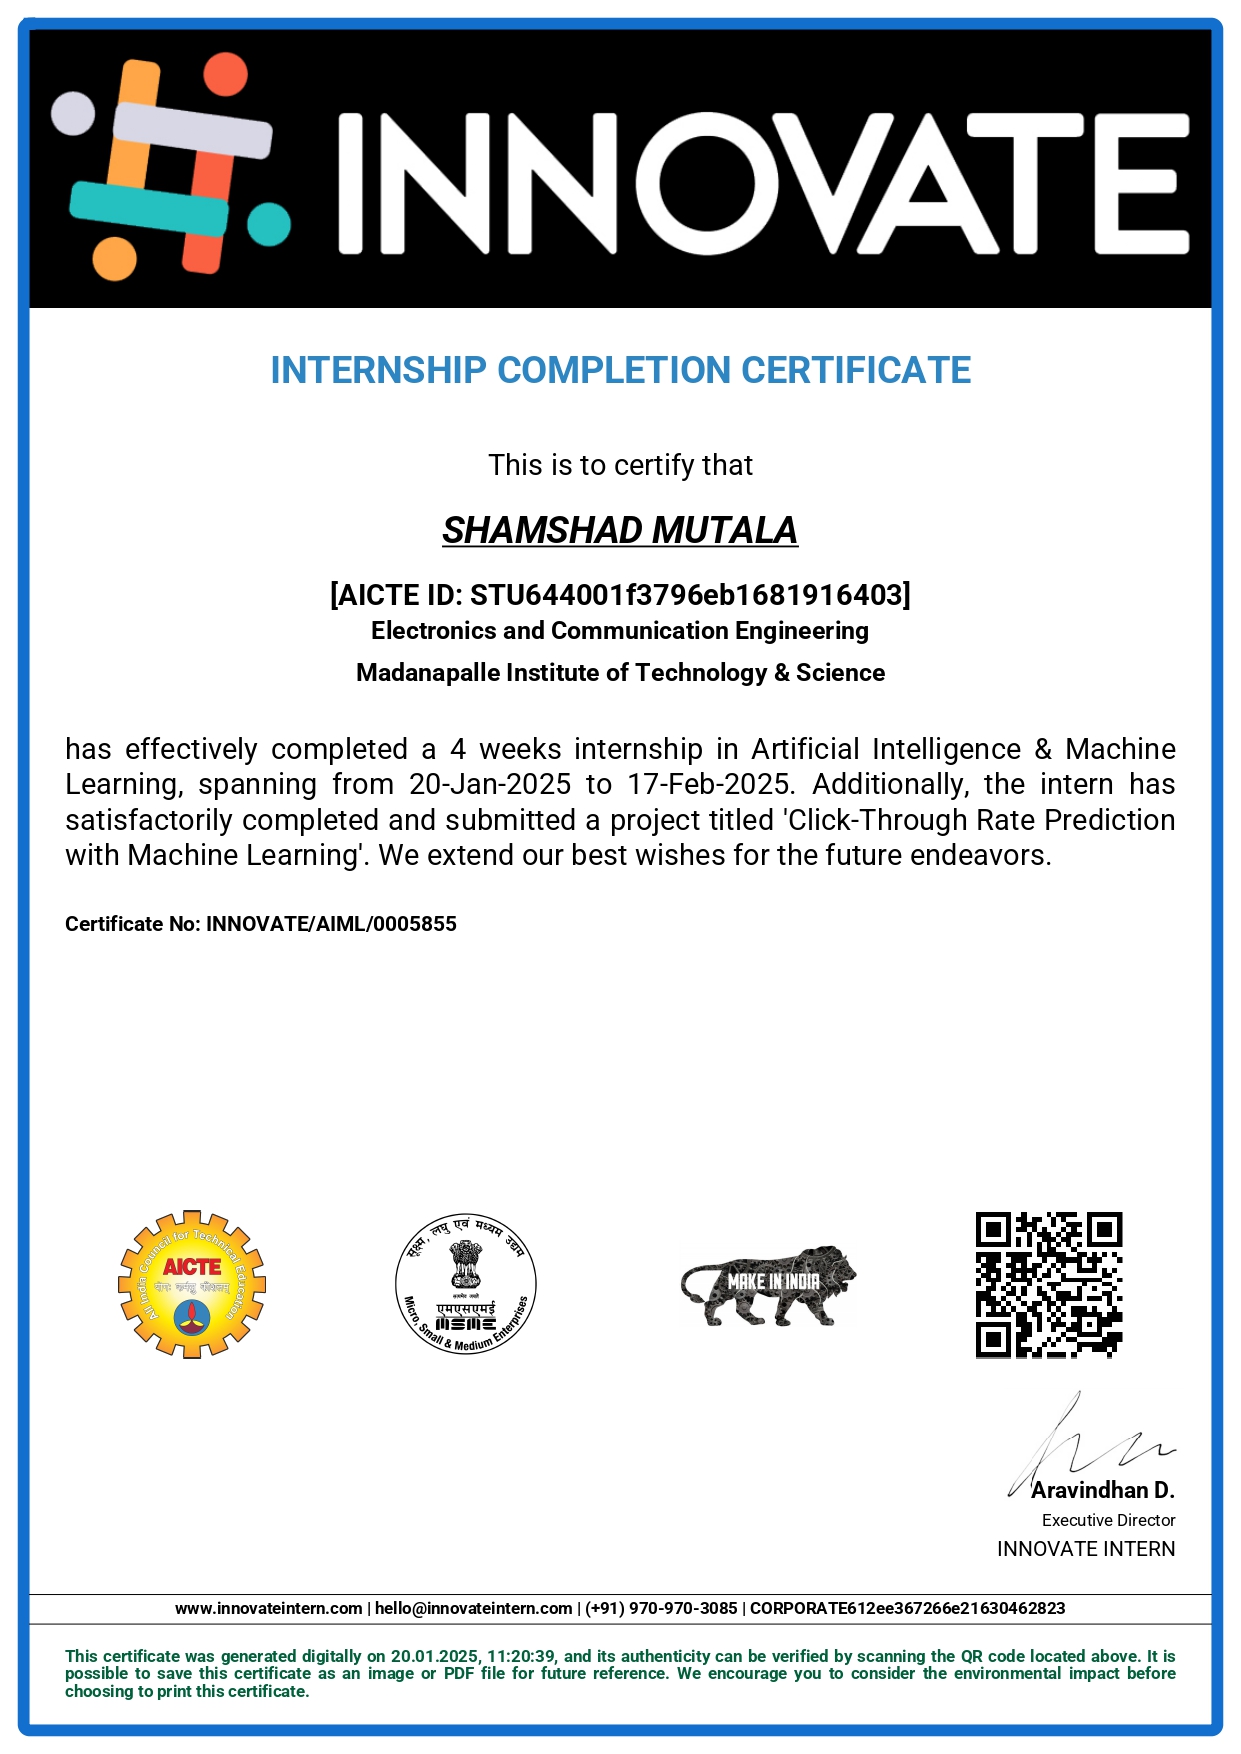 INNOVATE
INTERNSHIP COMPLETION CERTIFICATE
This is to certify that
SHAMSHAD MUTALA
[AICTE ID: STU644001f3796eb1681916403]
Electronics and Communication Engineering
Madanapalle Institute of Technology & Science
has effectively completed a 4 weeks internship in Artificial Intelligence & Machine
Learning, spanning from 20-Jan-2025 to 17-Feb-2025. Additionally, the intern has
satisfactorily completed and submitted a project titled 'Click-Through Rate Prediction
with Machine Learning'. We extend our best wishes for the future endeavors.
Certificate No: INNOVATE/AIML/0005855
All India Council for Technical Education
AICTE
सूक्ष्म, लघु एवं मध्यम उद्यम
एमएसएमई
MSME
Micro, Small & Medium Enterprises
MAKE IN INDIA
Aravindhan D.
Executive Director
INNOVATE INTERN
www.innovateintern.com | hello@innovateintern.com | (+91) 970-970-3085 | CORPORATE612ee367266e21630462823
This certificate was generated digitally on 20.01.2025, 11:20:39, and its authenticity can be verified by scanning the QR code located above. It is
possible to save this certificate as an image or PDF file for future reference. We encourage you to consider the environmental impact before
choosing to print this certificate.